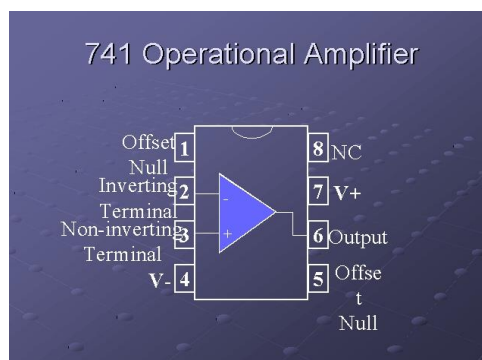 741 Operational Amplifier
Offset
Null
1
Inverting
Terminal
2
-
Non-inverting
Terminal
3
+
V-
4
8
NC
7
V+
6
Output
5
Offse
t
Null